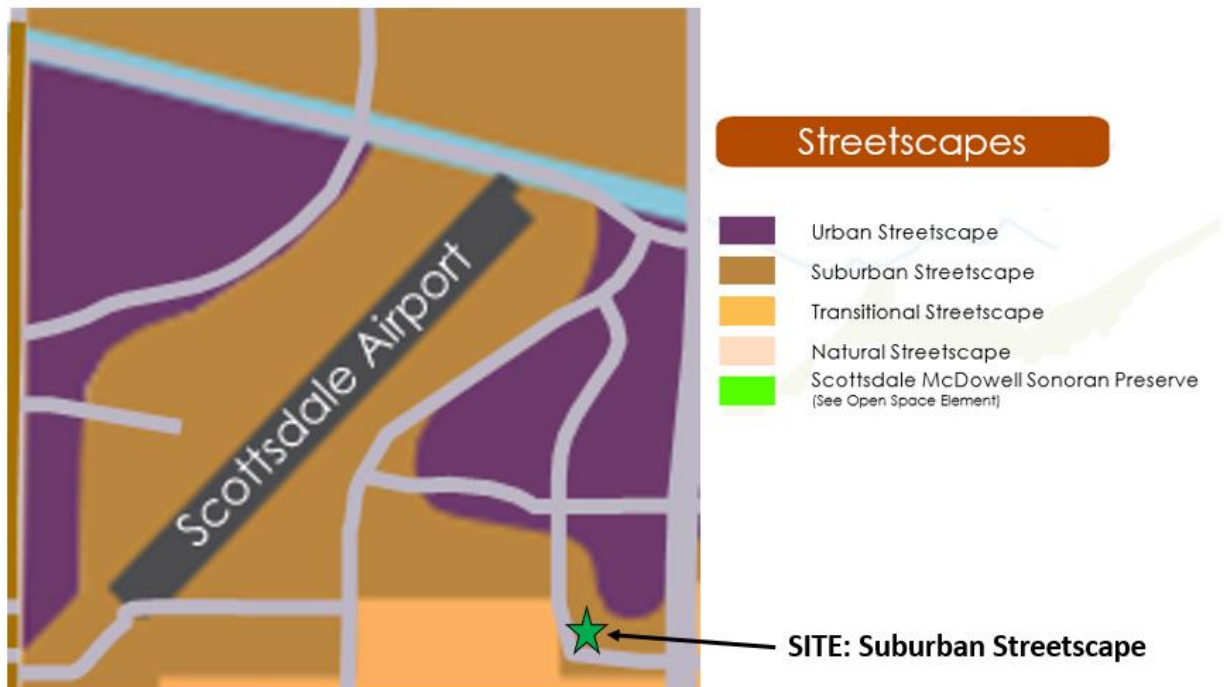 Scottsdale Airport
Streetscapes
Urban Streetscape
Suburban Streetscape
Transitional Streetscape
Natural Streetscape
Scottsdale McDowell Sonoran Preserve
(See Open Space Element)
SITE: Suburban Streetscape